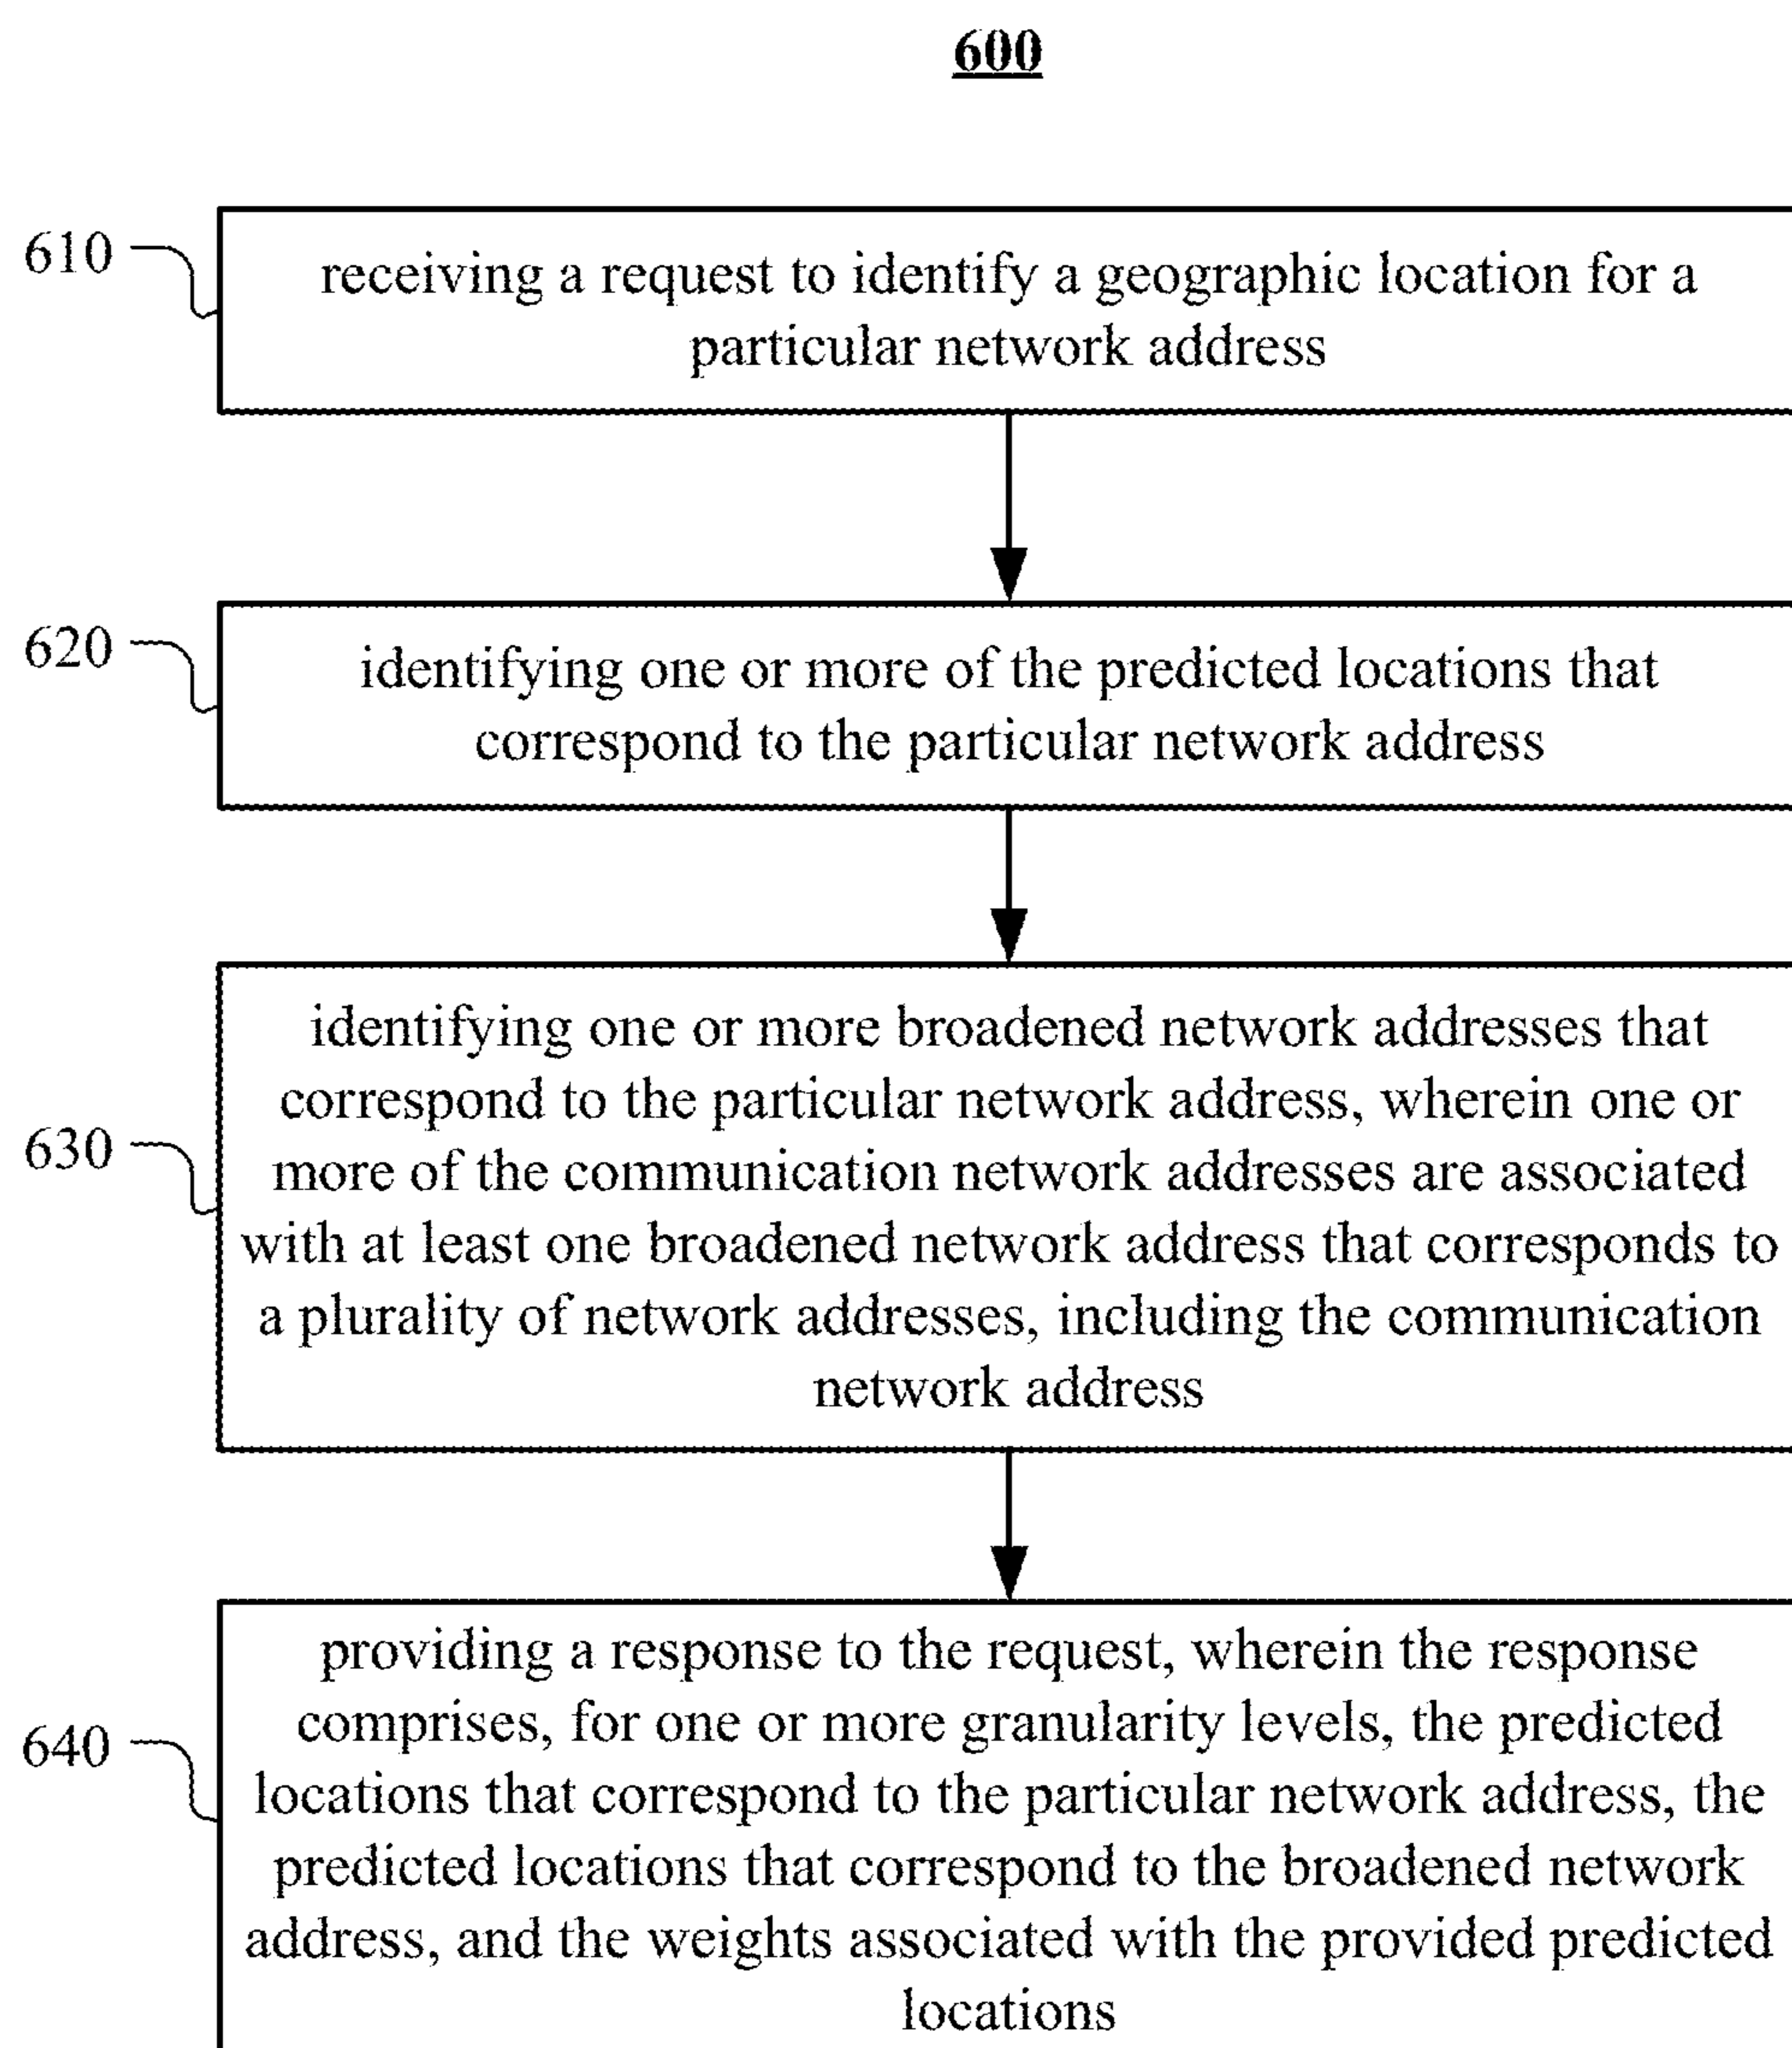 600
610
receiving a request to identify a geographic location for a
particular network address
620
identifying one or more of the predicted locations that
correspond to the particular network address
630
identifying one or more broadened network addresses that
correspond to the particular network address, wherein one or
more of the communication network addresses are associated
with at least one broadened network address that corresponds to
a plurality of network addresses, including the communication
network address
640
providing a response to the request, wherein the response
comprises, for one or more granularity levels, the predicted
locations that correspond to the particular network address, the
predicted locations that correspond to the broadened network
address, and the weights associated with the provided predicted
locations